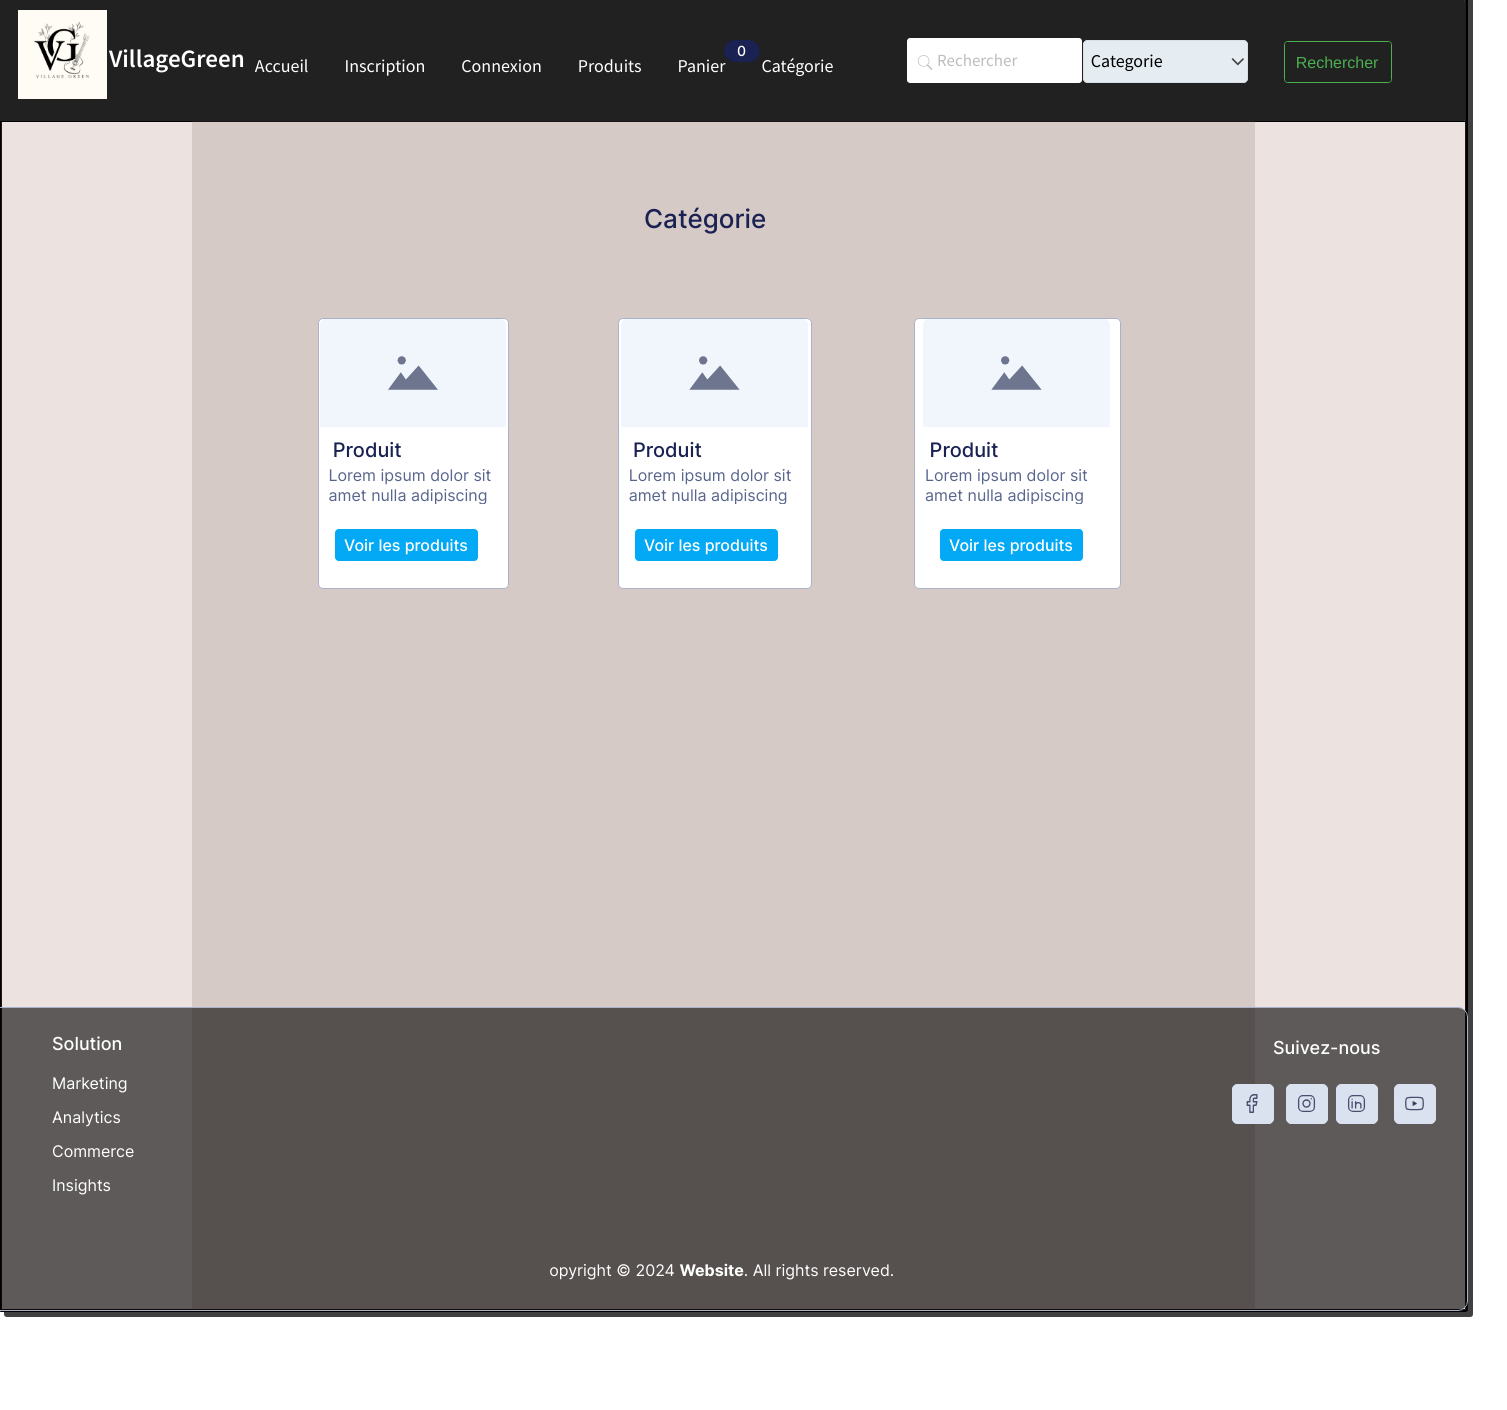 VG
VILLAGE GREEN
VillageGreen
Accueil
Inscription
Connexion
Produits
Panier
0
Catégorie
Rechercher
Categorie
Rechercher
Catégorie
Produit
Lorem ipsum dolor sit
amet nulla adipiscing
Voir les produits
Produit
Lorem ipsum dolor sit
amet nulla adipiscing
Voir les produits
Produit
Lorem ipsum dolor sit
amet nulla adipiscing
Voir les produits
Solution
Marketing
Analytics
Commerce
Insights
Suivez-nous
opyright © 2024 Website. All rights reserved.